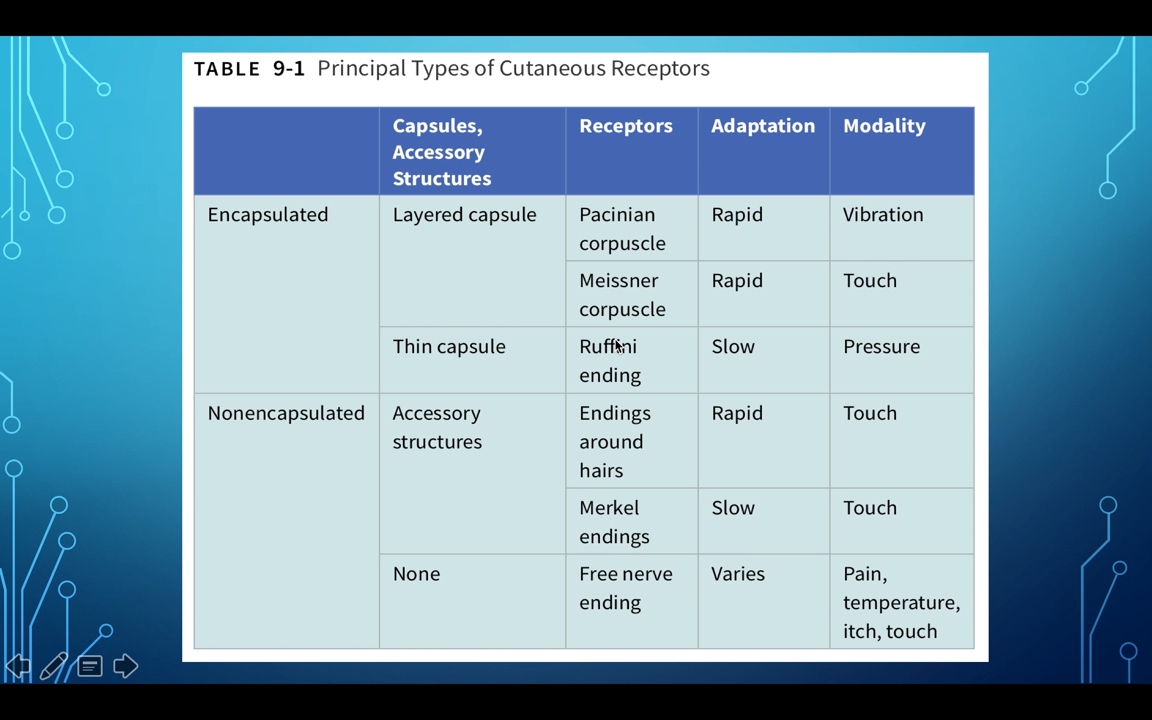 TABLE 9-1 Principal Types of Cutaneous Receptors
Capsules,
Accessory
Structures
Receptors
Adaptation
Modality
Encapsulated
Layered capsule
Pacinian
corpuscle
Rapid
Vibration
Meissner
corpuscle
Rapid
Touch
Thin capsule
Ruffini
ending
Slow
Pressure
Nonencapsulated
Accessory
structures
Endings
around
hairs
Rapid
Touch
Merkel
endings
Slow
Touch
None
Free nerve
ending
Varies
Pain,
temperature,
itch, touch